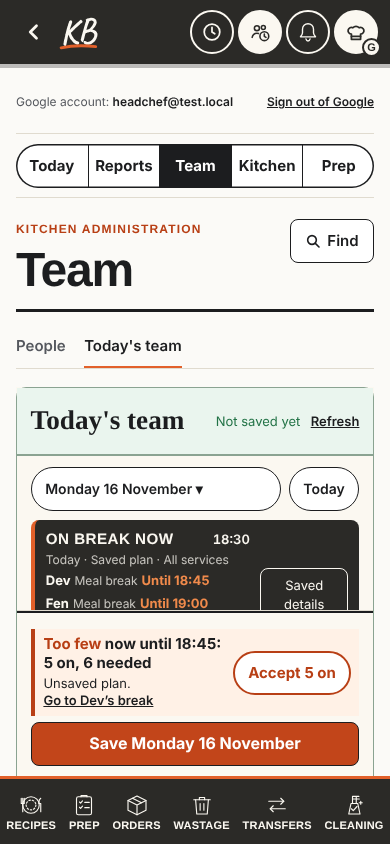 KB
G
Google account: headchef@test.local
Sign out of Google
Today
Reports
Team
Kitchen
Prep
KITCHEN ADMINISTRATION
Team
Find
People
Today's team
Today's team
Not saved yet
Refresh
Monday 16 November ▾
Today
ON BREAK NOW
18:30
Today · Saved plan · All services
Dev Meal break Until 18:45
Fen Meal break Until 19:00
Saved
details
Too few now until 18:45:
5 on, 6 needed
Unsaved plan.
Go to Dev’s break
Accept 5 on
Save Monday 16 November
RECIPES
PREP
ORDERS
WASTAGE
TRANSFERS
CLEANING